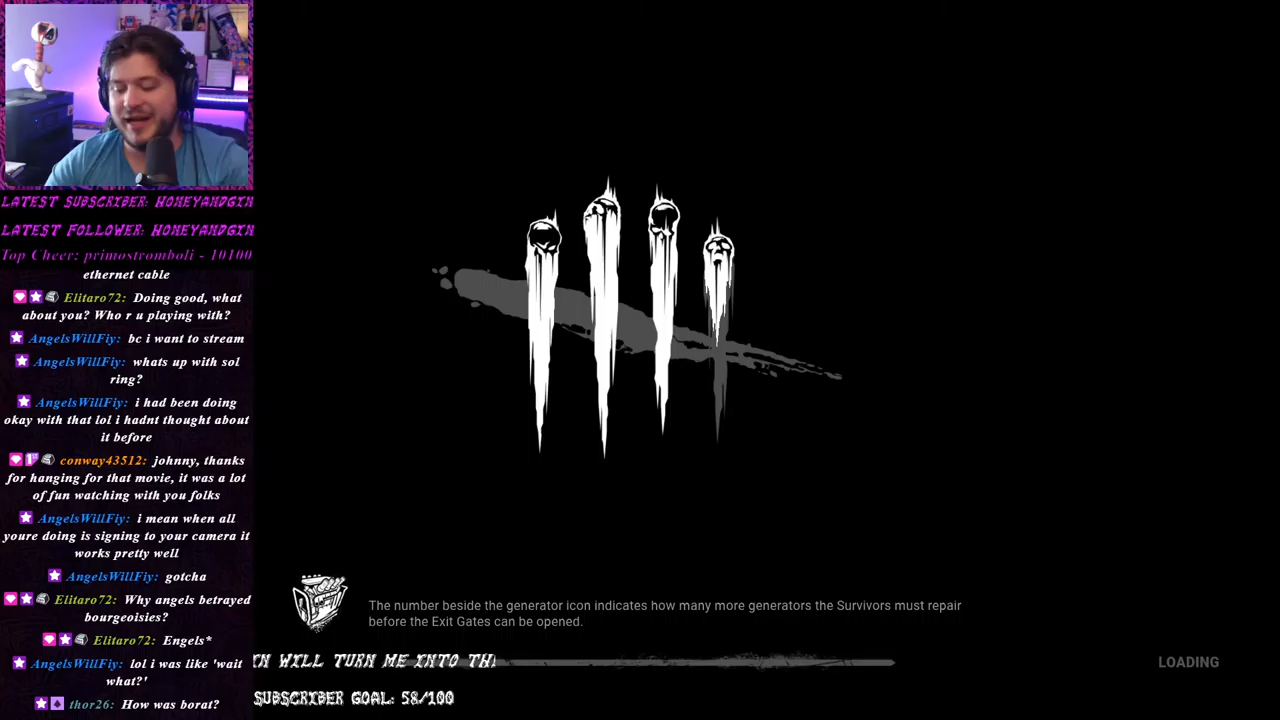 LATEST SUBSCRIBER: HONEYANDGIN
LATEST FOLLOWER: HONEYANDGIN
Top Cheer: primostromboli - 10100
ethernet cable
Elitaro72: Doing good, what
about you? Who r u playing with?
AngelsWillFiy: bc i want to stream
AngelsWillFiy: whats up with sol
ring?
AngelsWillFiy: i had been doing
okay with that lol i hadnt thought about
it before
conway43512: johnny, thanks
for hanging for that movie, it was a lot
of fun watching with you folks
AngelsWillFiy: i mean when all
youre doing is signing to your camera it
works pretty well
AngelsWillFiy: gotcha
Elitaro72: Why angels betrayed
bourgeoisies?
Elitaro72: Engels*
AngelsWillFiy: lol i was like 'wait
what?'
thor26: How was borat?
The number beside the generator icon indicates how many more generators the Survivors must repair
before the Exit Gates can be opened.
WILL TURN ME INTO
LOADING
SUBSCRIBER GOAL: 58/100